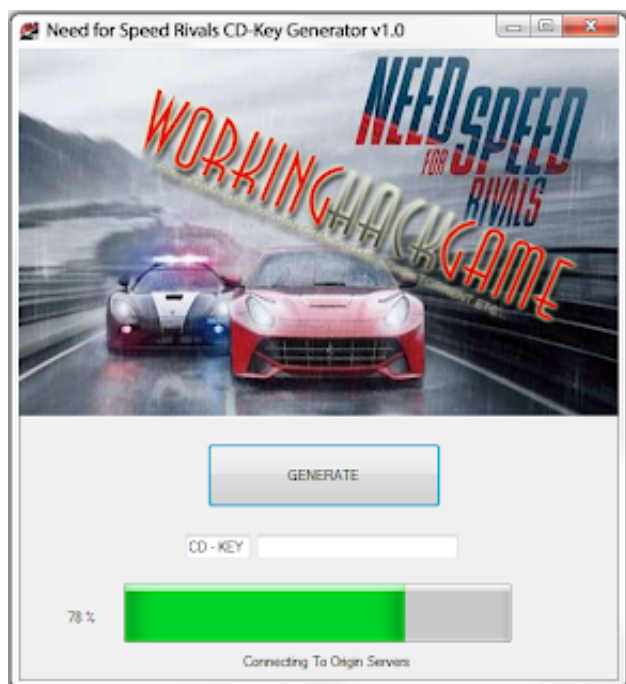 Need for Speed Rivals CD-Key Generator v1.0
NEED
FOR SPEED
RIVALS
WORKINGHACKGAME
GENERATE
CD - KEY
78 %
Connecting To Origin Servers